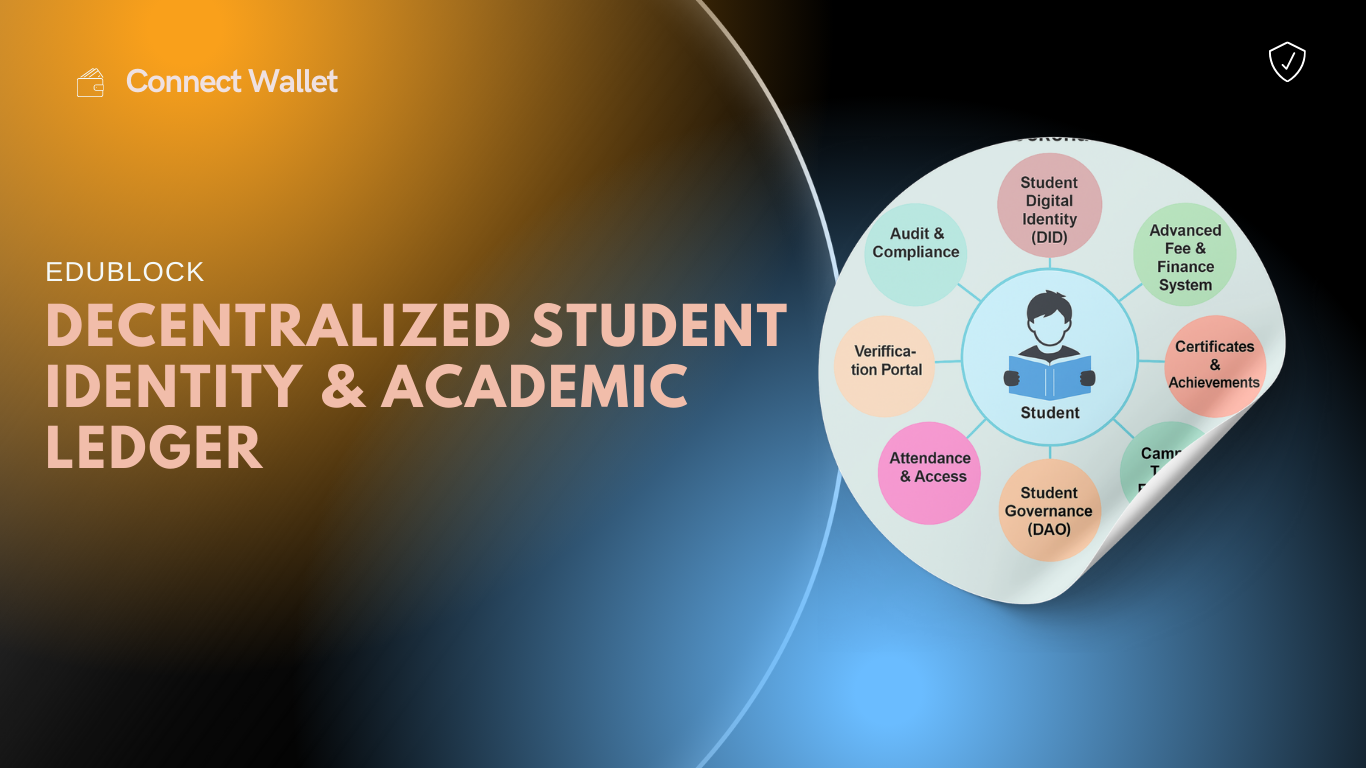 Connect Wallet
EDUBLOCK
DECENTRALIZED STUDENT
IDENTITY & ACADEMIC
LEDGER
Student
Digital
Identity
(DID)
Audit &
Compliance
Advanced
Fee &
Finance
System
Veriffica-
tion Portal
Student
Certificates
&
Achievements
Attendance
& Access
Student
Governance
(DAO)